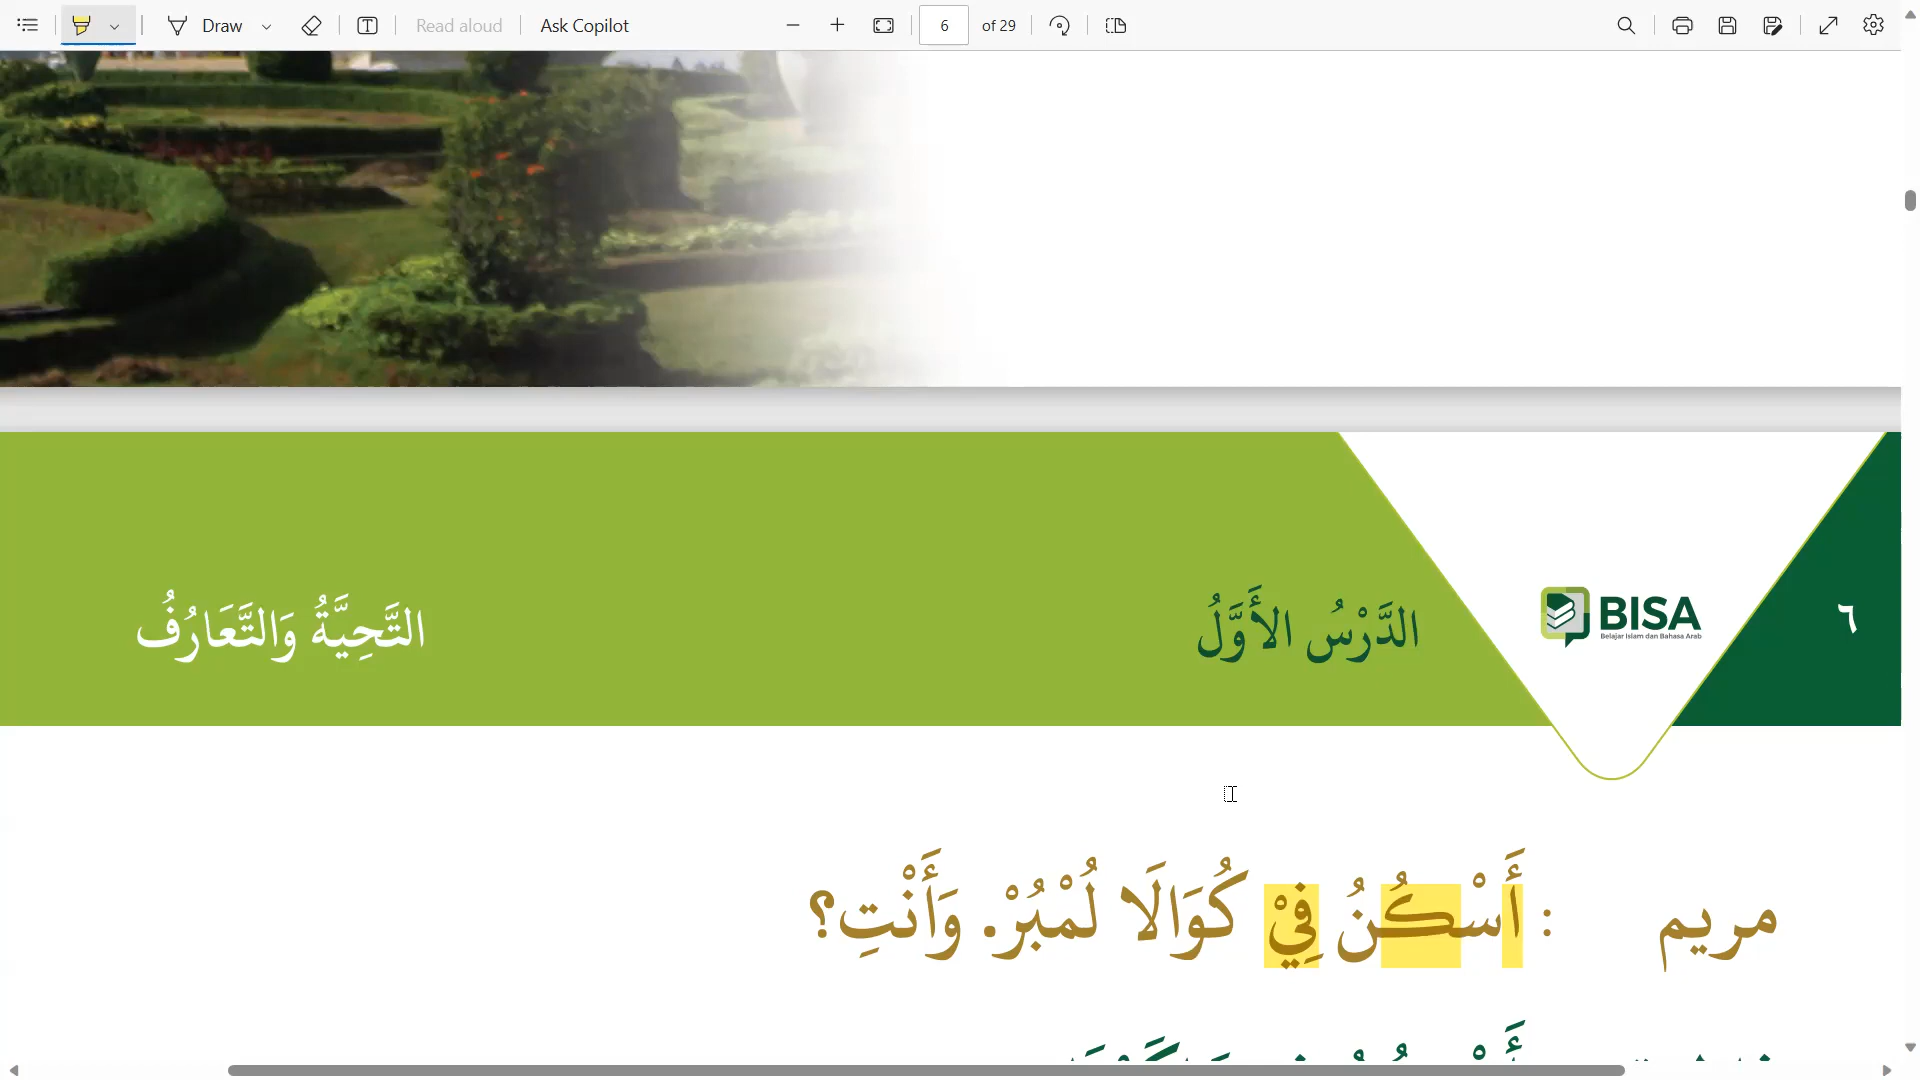 Draw
Read aloud
Ask Copilot
6 of 29
٦
BISA
Belajar Islam dan Bahasa Arab
الدَّرْسُ الأَوَّلُ
التَّحِيَّةُ وَالتَّعَارُفُ
مريم : أَسْكُنُ فِيْ كُوَالَا لُمْبُرْ. وَأَنْتِ؟